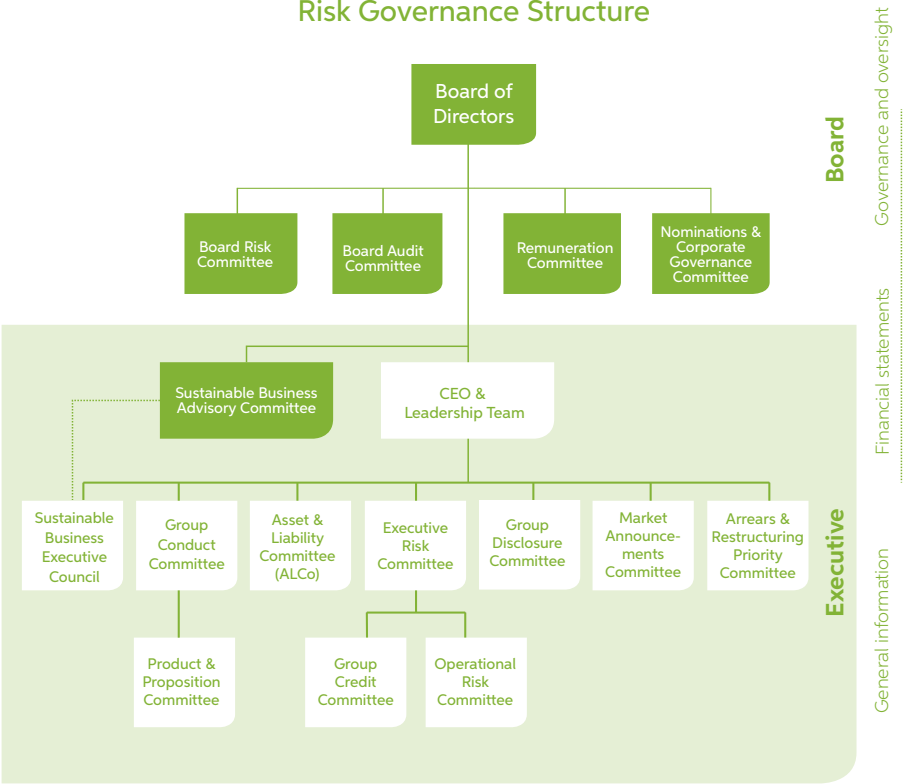 Risk Governance Structure
Board of
Directors
Board
Governance and oversight
Board Risk
Committee
Board Audit
Committee
Remuneration
Committee
Nominations &
Corporate
Governance
Committee
Financial statements
Sustainable Business
Advisory Committee
CEO &
Leadership Team
Sustainable
Business
Executive
Council
Group
Conduct
Committee
Asset &
Liability
Committee
(ALCo)
Executive
Risk
Committee
Group
Disclosure
Committee
Market
Announce-
ments
Committee
Arrears &
Restructuring
Priority
Committee
Executive
General information
Product &
Proposition
Committee
Group
Credit
Committee
Operational
Risk
Committee